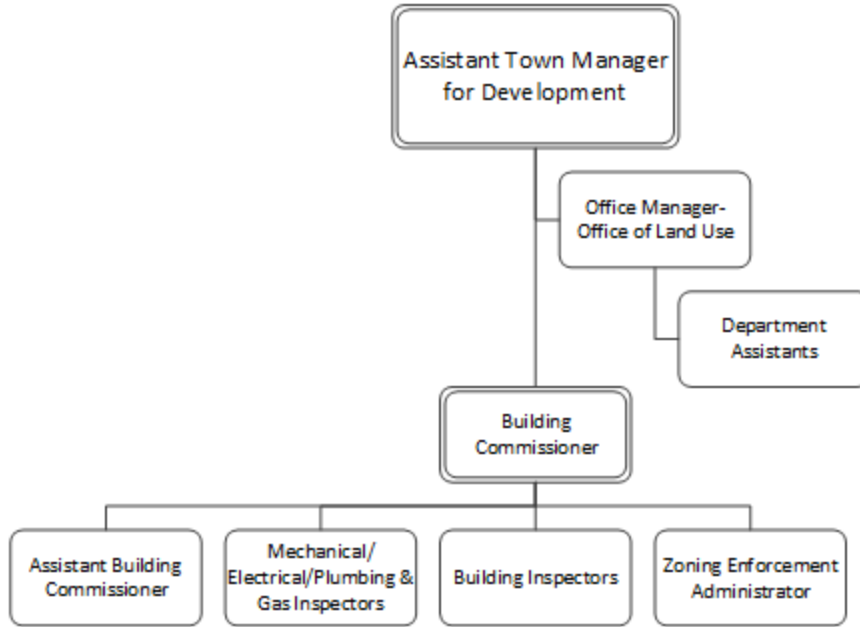 Assistant Town Manager
for Development
Office Manager-
Office of Land Use
Department
Assistants
Building
Commissioner
Assistant Building
Commissioner
Mechanical/
Electrical/Plumbing &
Gas Inspectors
Building Inspectors
Zoning Enforcement
Administrator